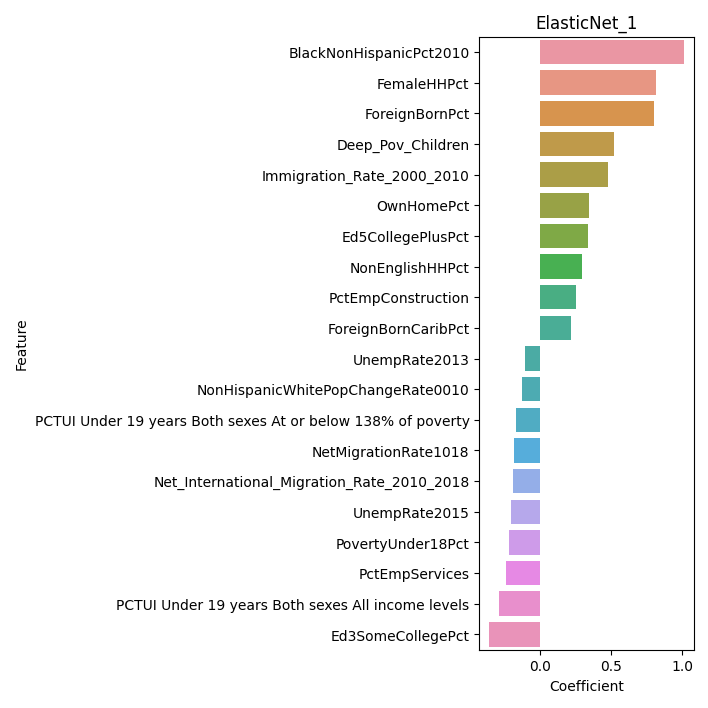 ElasticNet_1
BlackNonHispanicPct2010
FemaleHHPct
ForeignBornPct
Deep_Pov_Children
Immigration_Rate_2000_2010
OwnHomePct
Ed5CollegePlusPct
NonEnglishHHPct
PctEmpConstruction
ForeignBornCaribPct
UnempRate2013
NonHispanicWhitePopChangeRate0010
PCTUI Under 19 years Both sexes At or below 138% of poverty
NetMigrationRate1018
Net_International_Migration_Rate_2010_2018
UnempRate2015
PovertyUnder18Pct
PctEmpServices
PCTUI Under 19 years Both sexes All income levels
Ed3SomeCollegePct
Feature
0.0 0.5 1.0
Coefficient